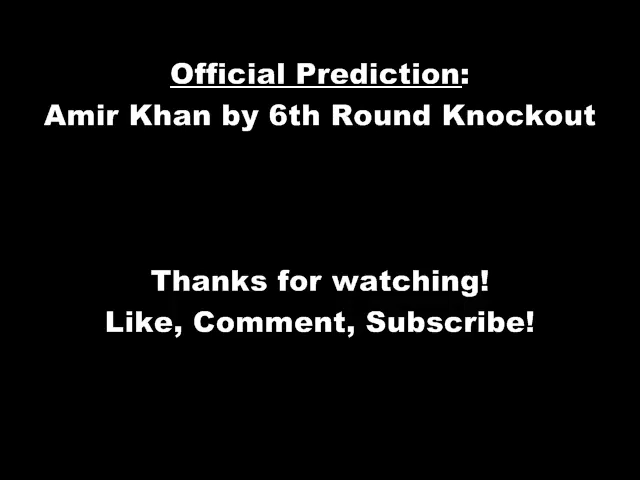 Official Prediction:
Amir Khan by 6th Round Knockout
Thanks for watching!
Like, Comment, Subscribe!